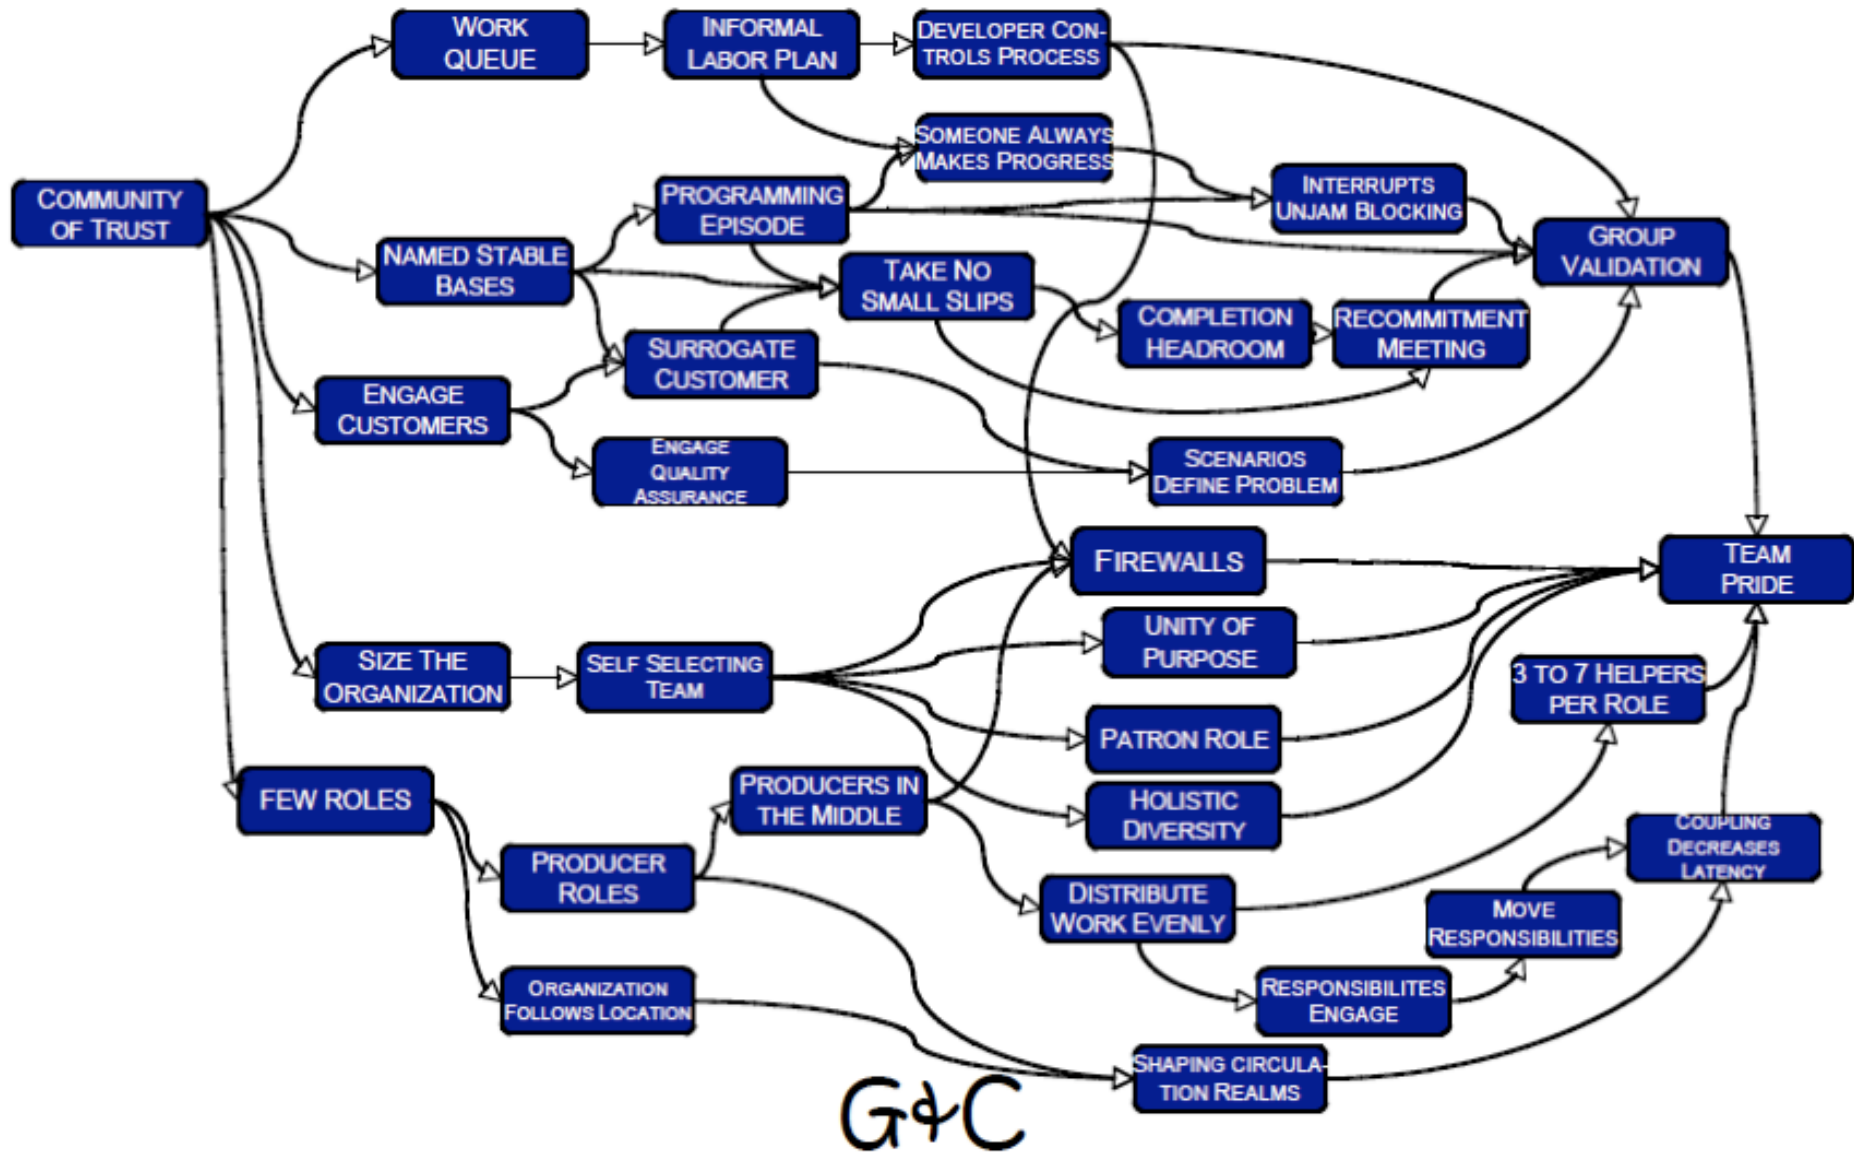 WORK
QUEUE
INFORMAL
LABOR PLAN
DEVELOPER CON-
TROLS PROCESS
SOMEONE ALWAYS
MAKES PROGRESS
COMMUNITY
OF TRUST
PROGRAMMING
EPISODE
INTERRUPTS
UNJAM BLOCKING
GROUP
VALIDATION
NAMED STABLE
BASES
TAKE NO
SMALL SLIPS
COMPLETION
HEADROOM
RECOMMITMENT
MEETING
SURROGATE
CUSTOMER
ENGAGE
CUSTOMERS
ENGAGE
QUALITY
ASSURANCE
SCENARIOS
DEFINE PROBLEM
FIREWALLS
TEAM
PRIDE
UNITY OF
PURPOSE
SIZE THE
ORGANIZATION
SELF SELECTING
TEAM
3 TO 7 HELPERS
PER ROLE
PATRON ROLE
FEW ROLES
PRODUCERS IN
THE MIDDLE
HOLISTIC
DIVERSITY
COUPLING
DECREASES
LATENCY
PRODUCER
ROLES
DISTRIBUTE
WORK EVENLY
MOVE
RESPONSIBILITIES
ORGANIZATION
FOLLOWS LOCATION
RESPONSIBILITES
ENGAGE
SHAPING CIRCULA-
TION REALMS
G&C